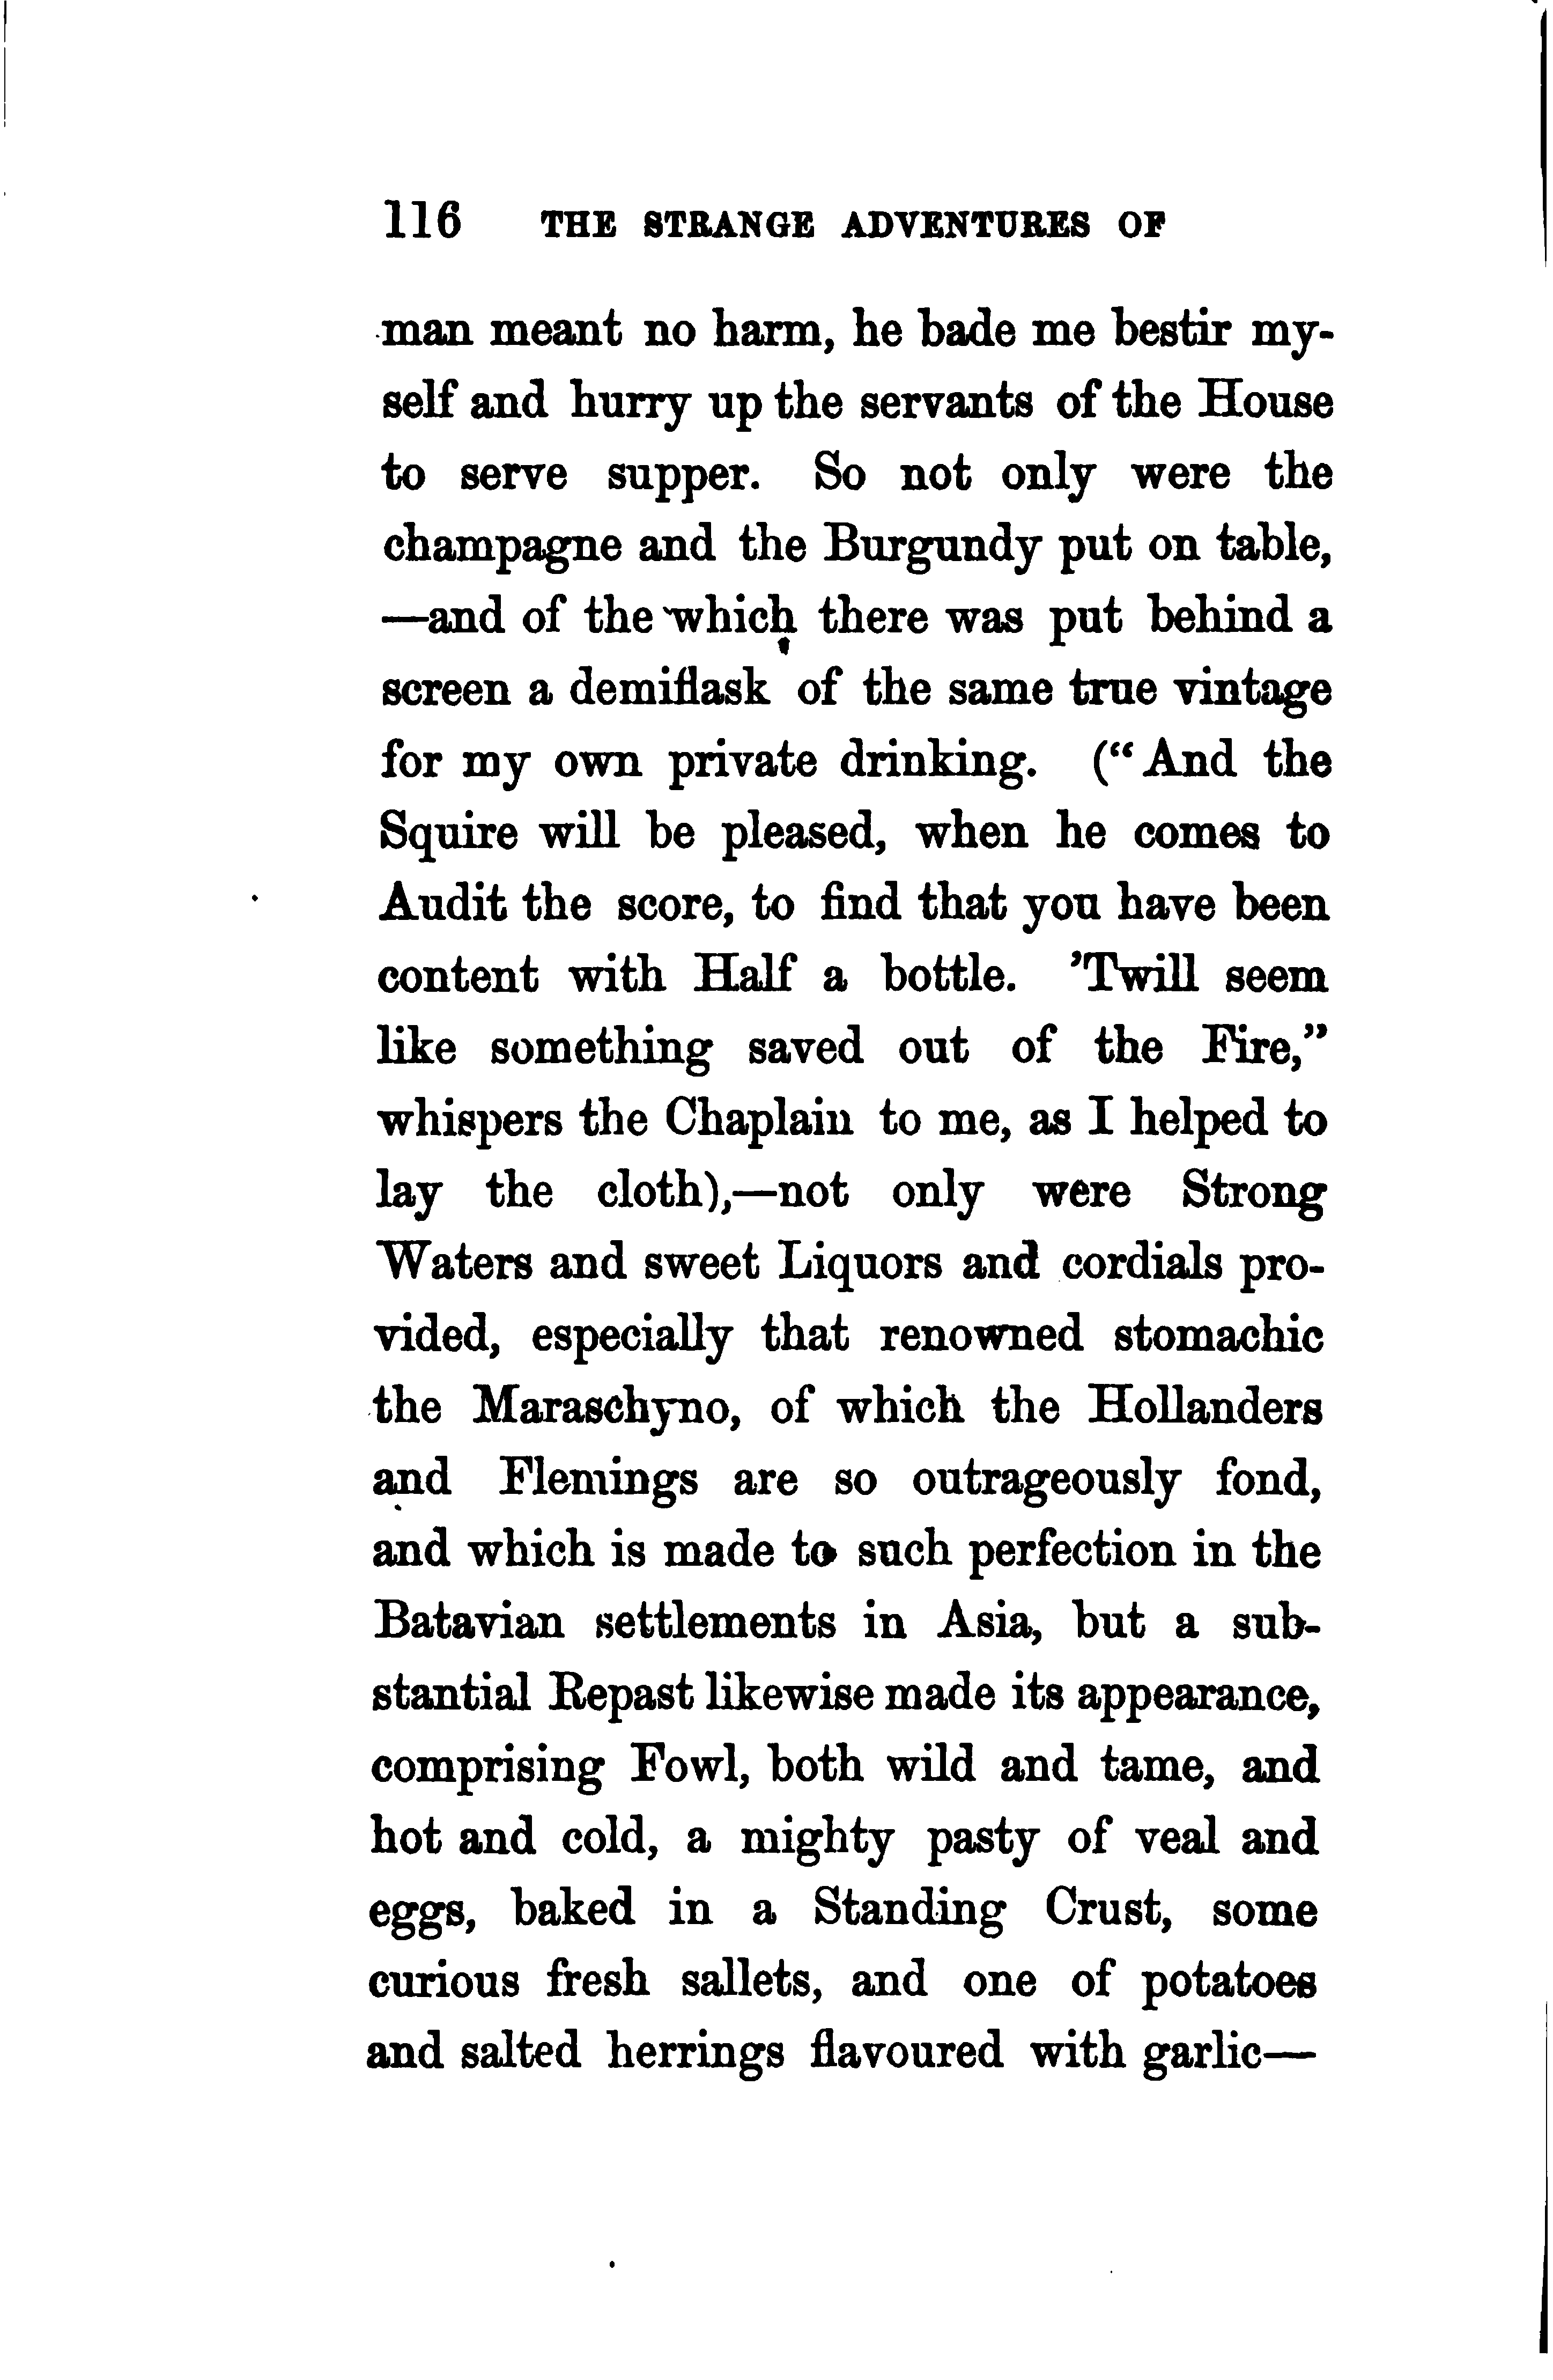 116 THE STRANGE ADVENTURES OF
man meant no harm, he bade me bestir my-
self and hurry up the servants of the House
to serve supper. So not only were the
champagne and the Burgundy put on table,
—and of the which there was put behind a
screen a demiflask of the same true vintage
for my own private drinking. (“And the
Squire will be pleased, when he comes to
Audit the score, to find that you have been
content with Half a bottle. ’Twill seem
like something saved out of the Fire,”
whispers the Chaplain to me, as I helped to
lay the cloth),—not only were Strong
Waters and sweet Liquors and cordials pro-
vided, especially that renowned stomachic
the Maraschyno, of which the Hollanders
and Flemings are so outrageously fond,
and which is made to such perfection in the
Batavian settlements in Asia, but a sub-
stantial Repast likewise made its appearance,
comprising Fowl, both wild and tame, and
hot and cold, a mighty pasty of veal and
eggs, baked in a Standing Crust, some
curious fresh sallets, and one of potatoes
and salted herrings flavoured with garlic—